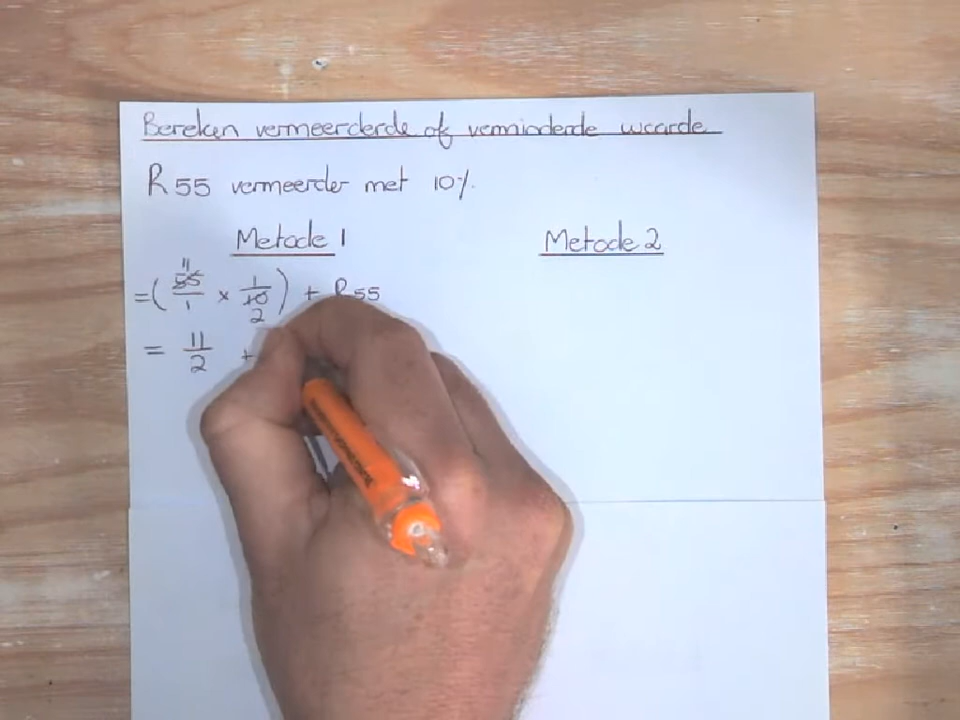 Bereken vermeerderde of verminderde waarde
R55 vermeerder met 10%.
Metode 1
Metode 2
=( 11 55/1 × 1/10 2 ) + R55
= 11/2 +